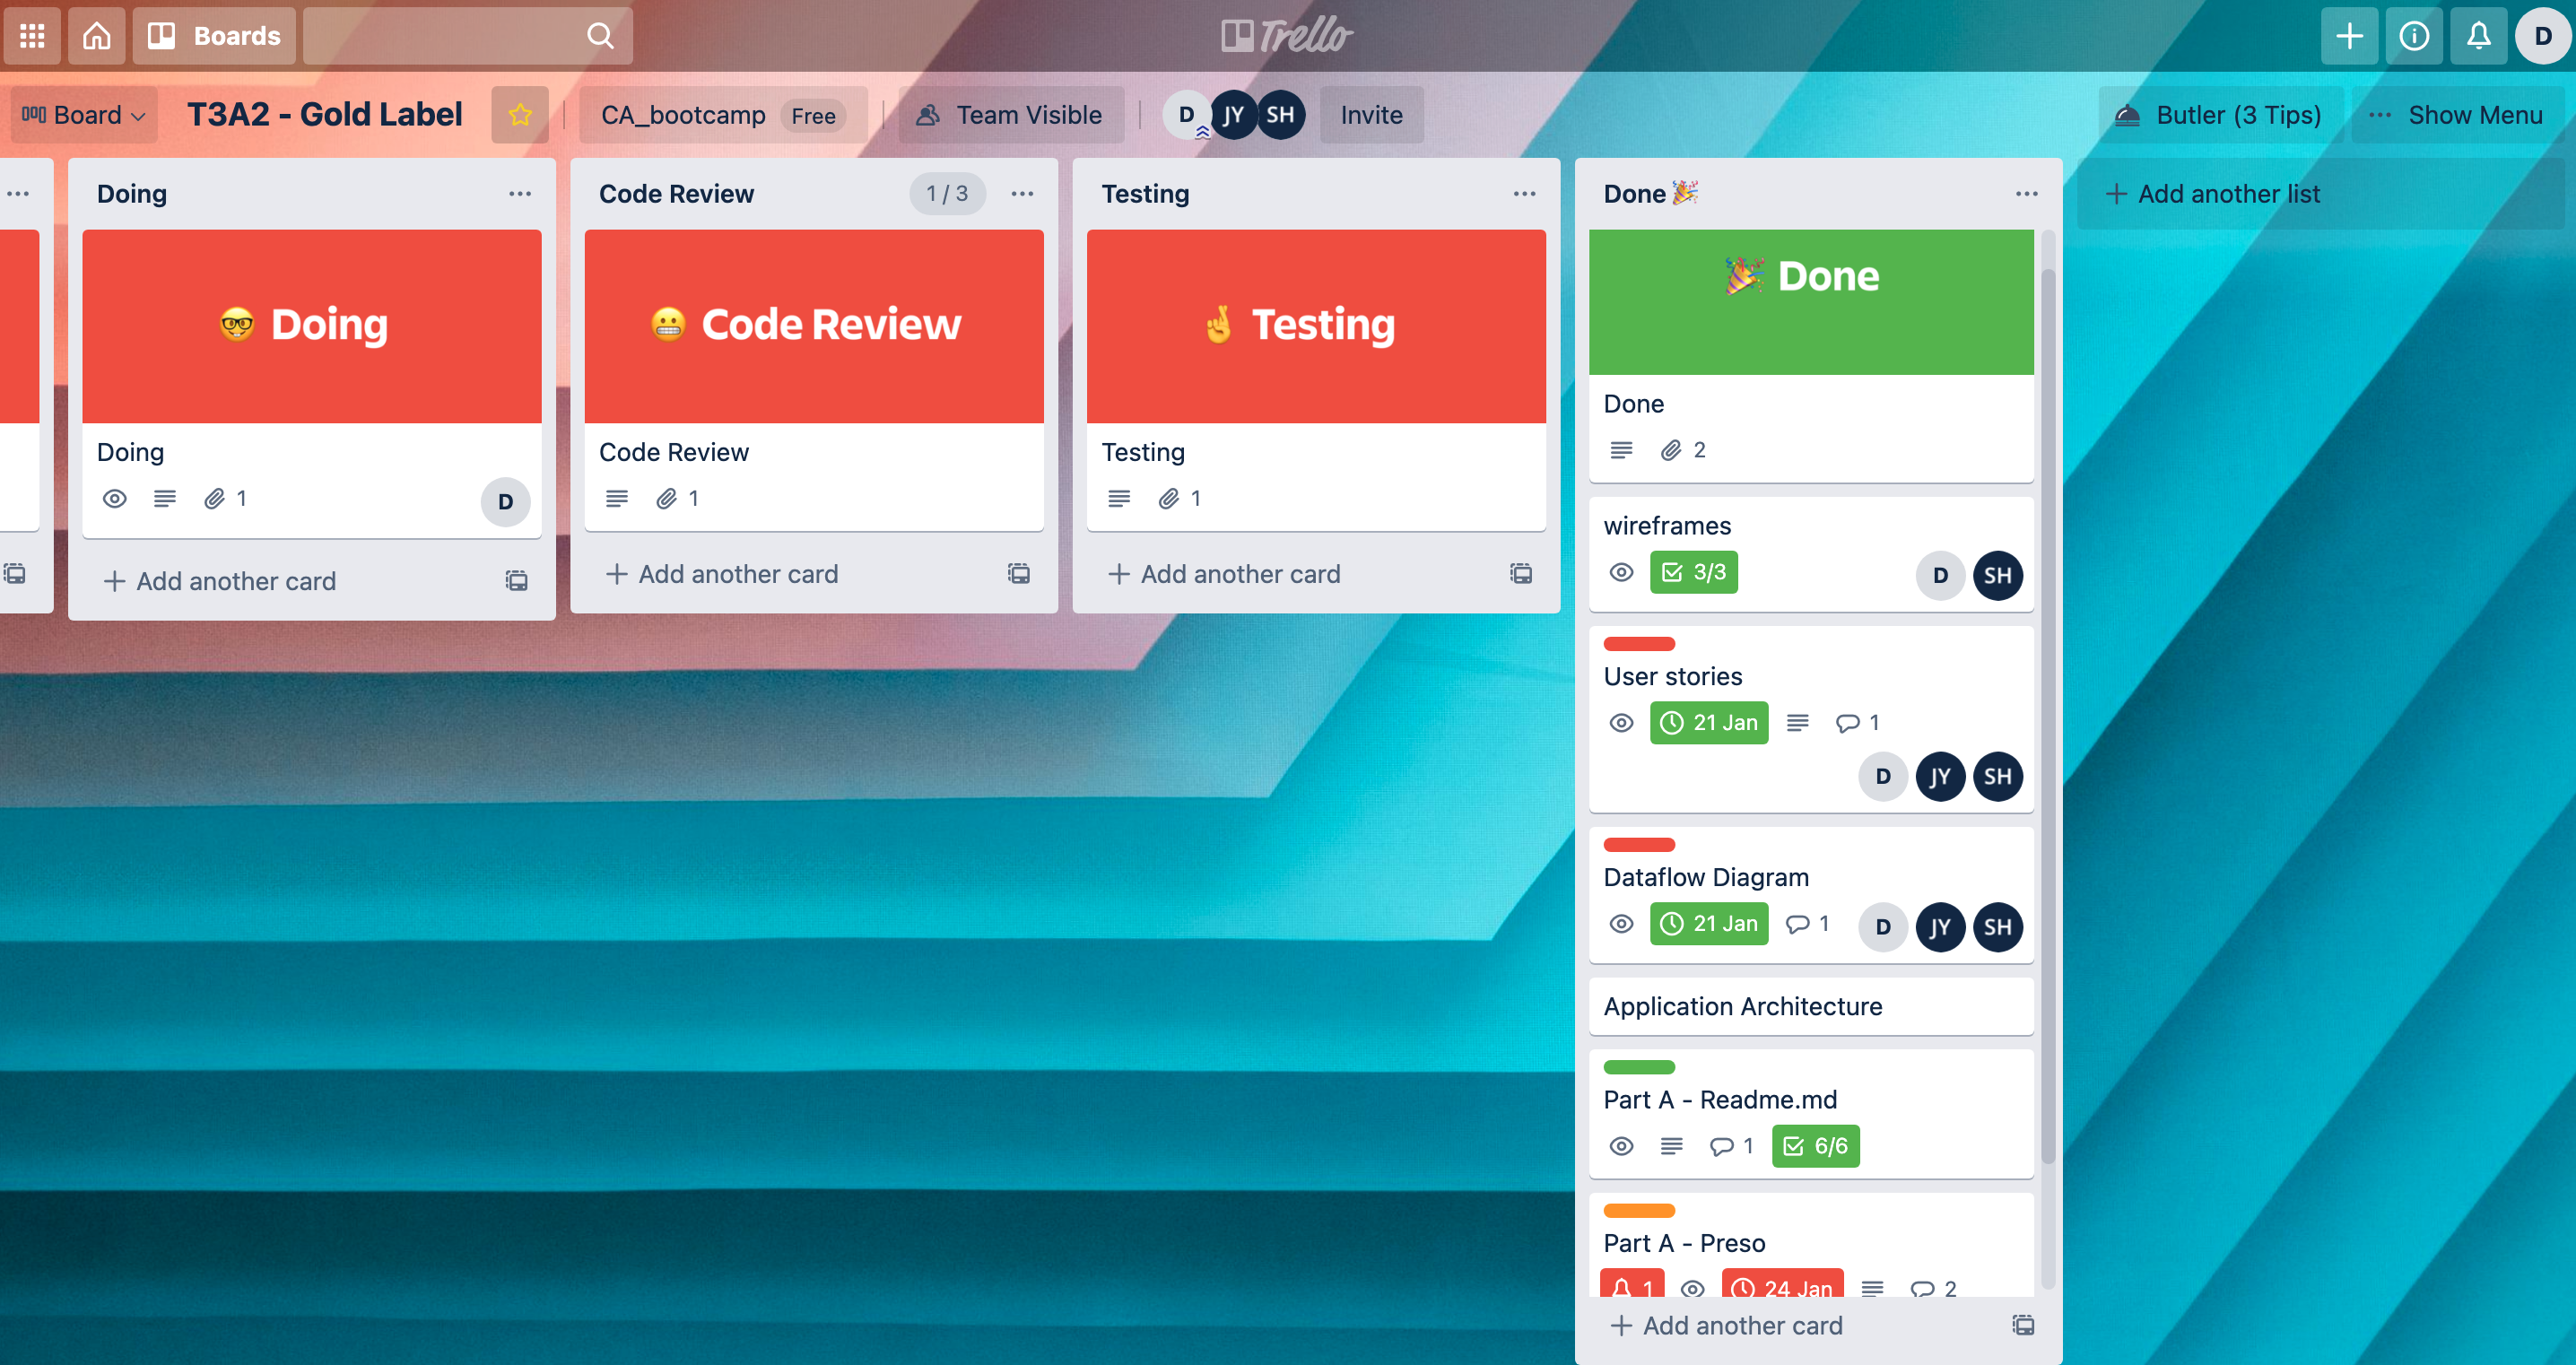 Boards
Trello
D
Board
T3A2 - Gold Label
CA_bootcamp Free
Team Visible
D JY SH
Invite
Butler (3 Tips)
Show Menu
Doing
Doing
Doing
1
D
Add another card
Code Review 1 / 3
Code Review
Code Review
1
Add another card
Testing
Testing
Testing
1
Add another card
Done
Done
Done
2
wireframes
3/3
D SH
User stories
21 Jan 1
D JY SH
Dataflow Diagram
21 Jan 1 D JY SH
Application Architecture
Part A - Readme.md
1 6/6
Part A - Preso
1 24 Jan 2
Add another card
Add another list